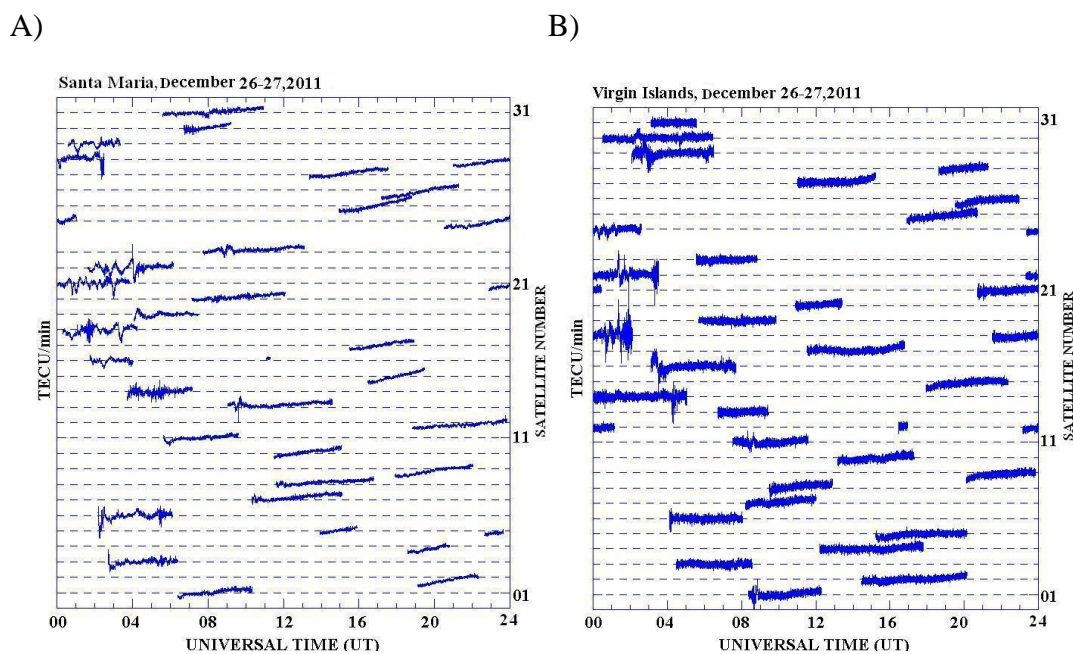 A)
Santa Maria, December 26-27,2011
31
21
11
01
TECU/min
SATELLITE NUMBER
00 04 08 12 16 20 24
UNIVERSAL TIME (UT)
B)
Virgin Islands, December 26-27,2011
31
21
11
01
TECU/min
SATELLITE NUMBER
00 04 08 12 16 20 24
UNIVERSAL TIME (UT)